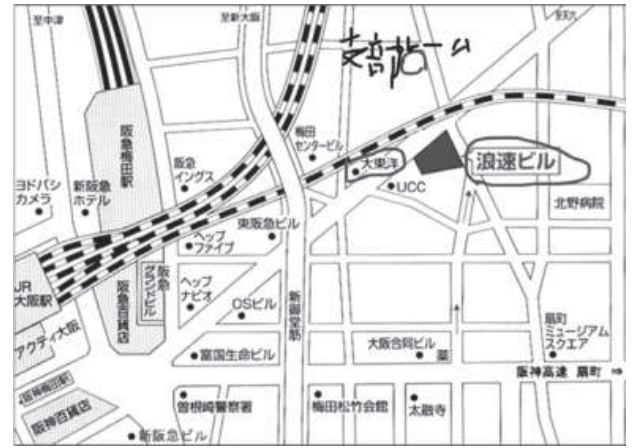 至中津
至新大阪
至天六
阪急梅田駅
梅田
センタービル
大東洋
浪速ビル
UCC
阪急
イングス
ヨドバシ
カメラ
新阪急
ホテル
北野病院
東阪急ビル
ヘップ
ファイブ
JR
大阪駅
阪急
グランドビル
阪急百貨店
ヘップ
ナビオ
OSビル
新御堂筋
アクティ大阪
富国生命ビル
大阪合同ビル
薬
扇町
ミュージアム
スクエア
阪神高速 扇町 ⇒
阪神梅田駅
阪神百貨店
曽根崎警察署
梅田松竹会館
太融寺
新阪急ビル